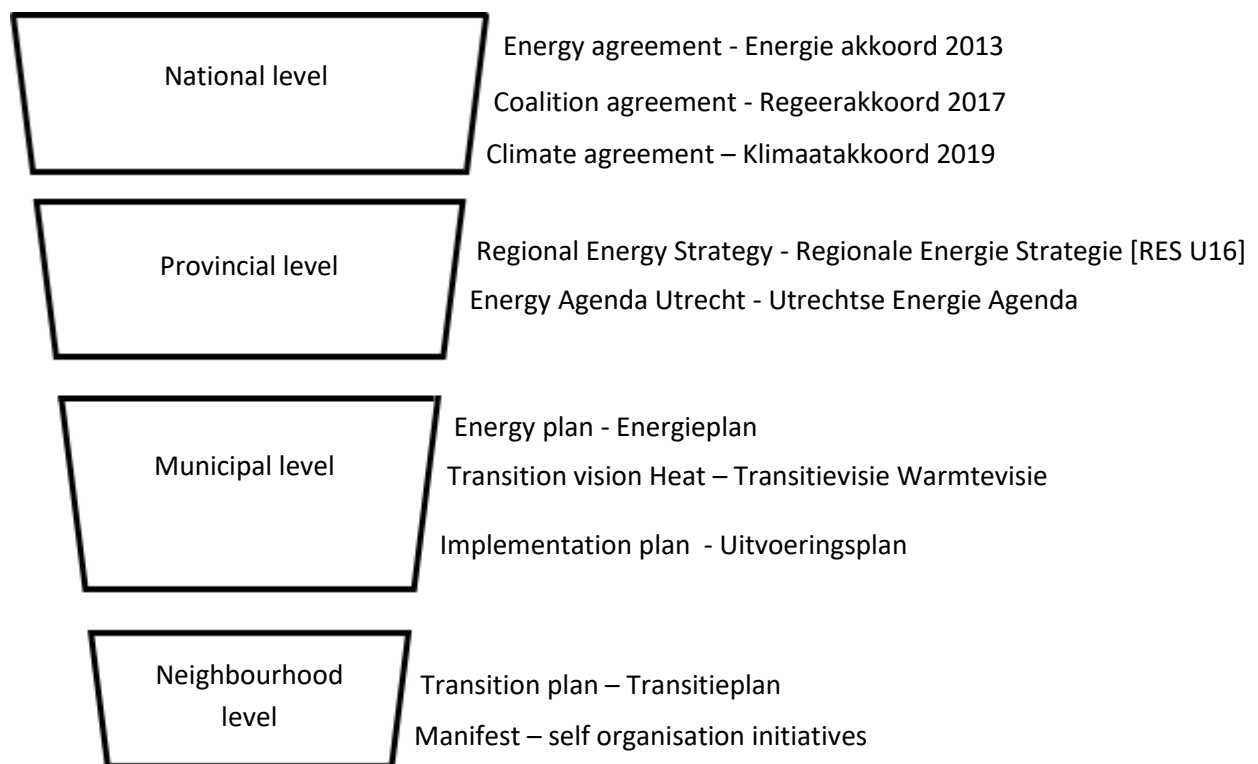 National level
Energy agreement - Energie akkoord 2013
Coalition agreement - Regeerakkoord 2017
Climate agreement – Klimaatakkoord 2019
Provincial level
Regional Energy Strategy - Regionale Energie Strategie [RES U16]
Energy Agenda Utrecht - Utrechtse Energie Agenda
Municipal level
Energy plan - Energieplan
Transition vision Heat – Transitievisie Warmtevisie
Implementation plan  - Uitvoeringsplan
Neighbourhood
level
Transition plan – Transitieplan
Manifest – self organisation initiatives